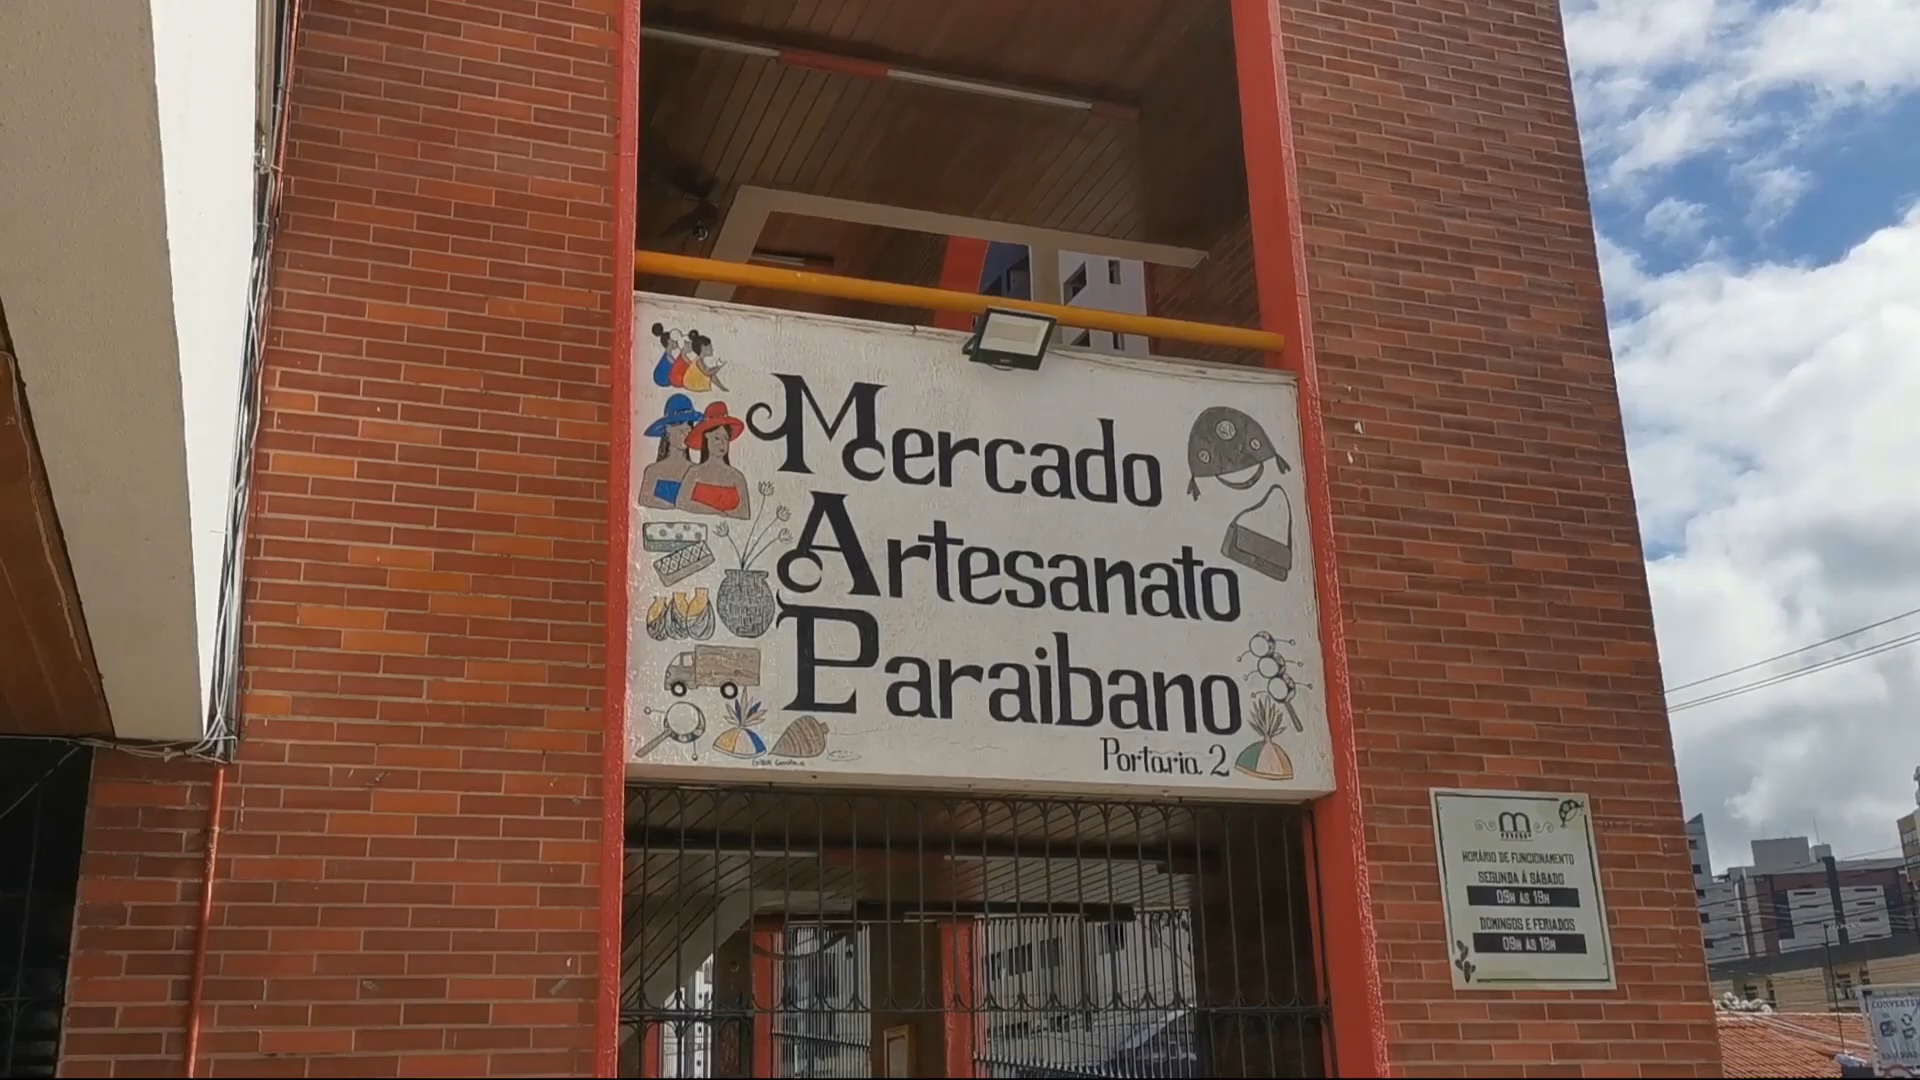 Mercado
Artesanato
Paraibano
Portaria 2
m
HORÁRIO DE FUNCIONAMENTO
SEGUNDA À SÁBADO
09H ÀS 19H
DOMINGOS E FERIADOS
09H ÀS 18H